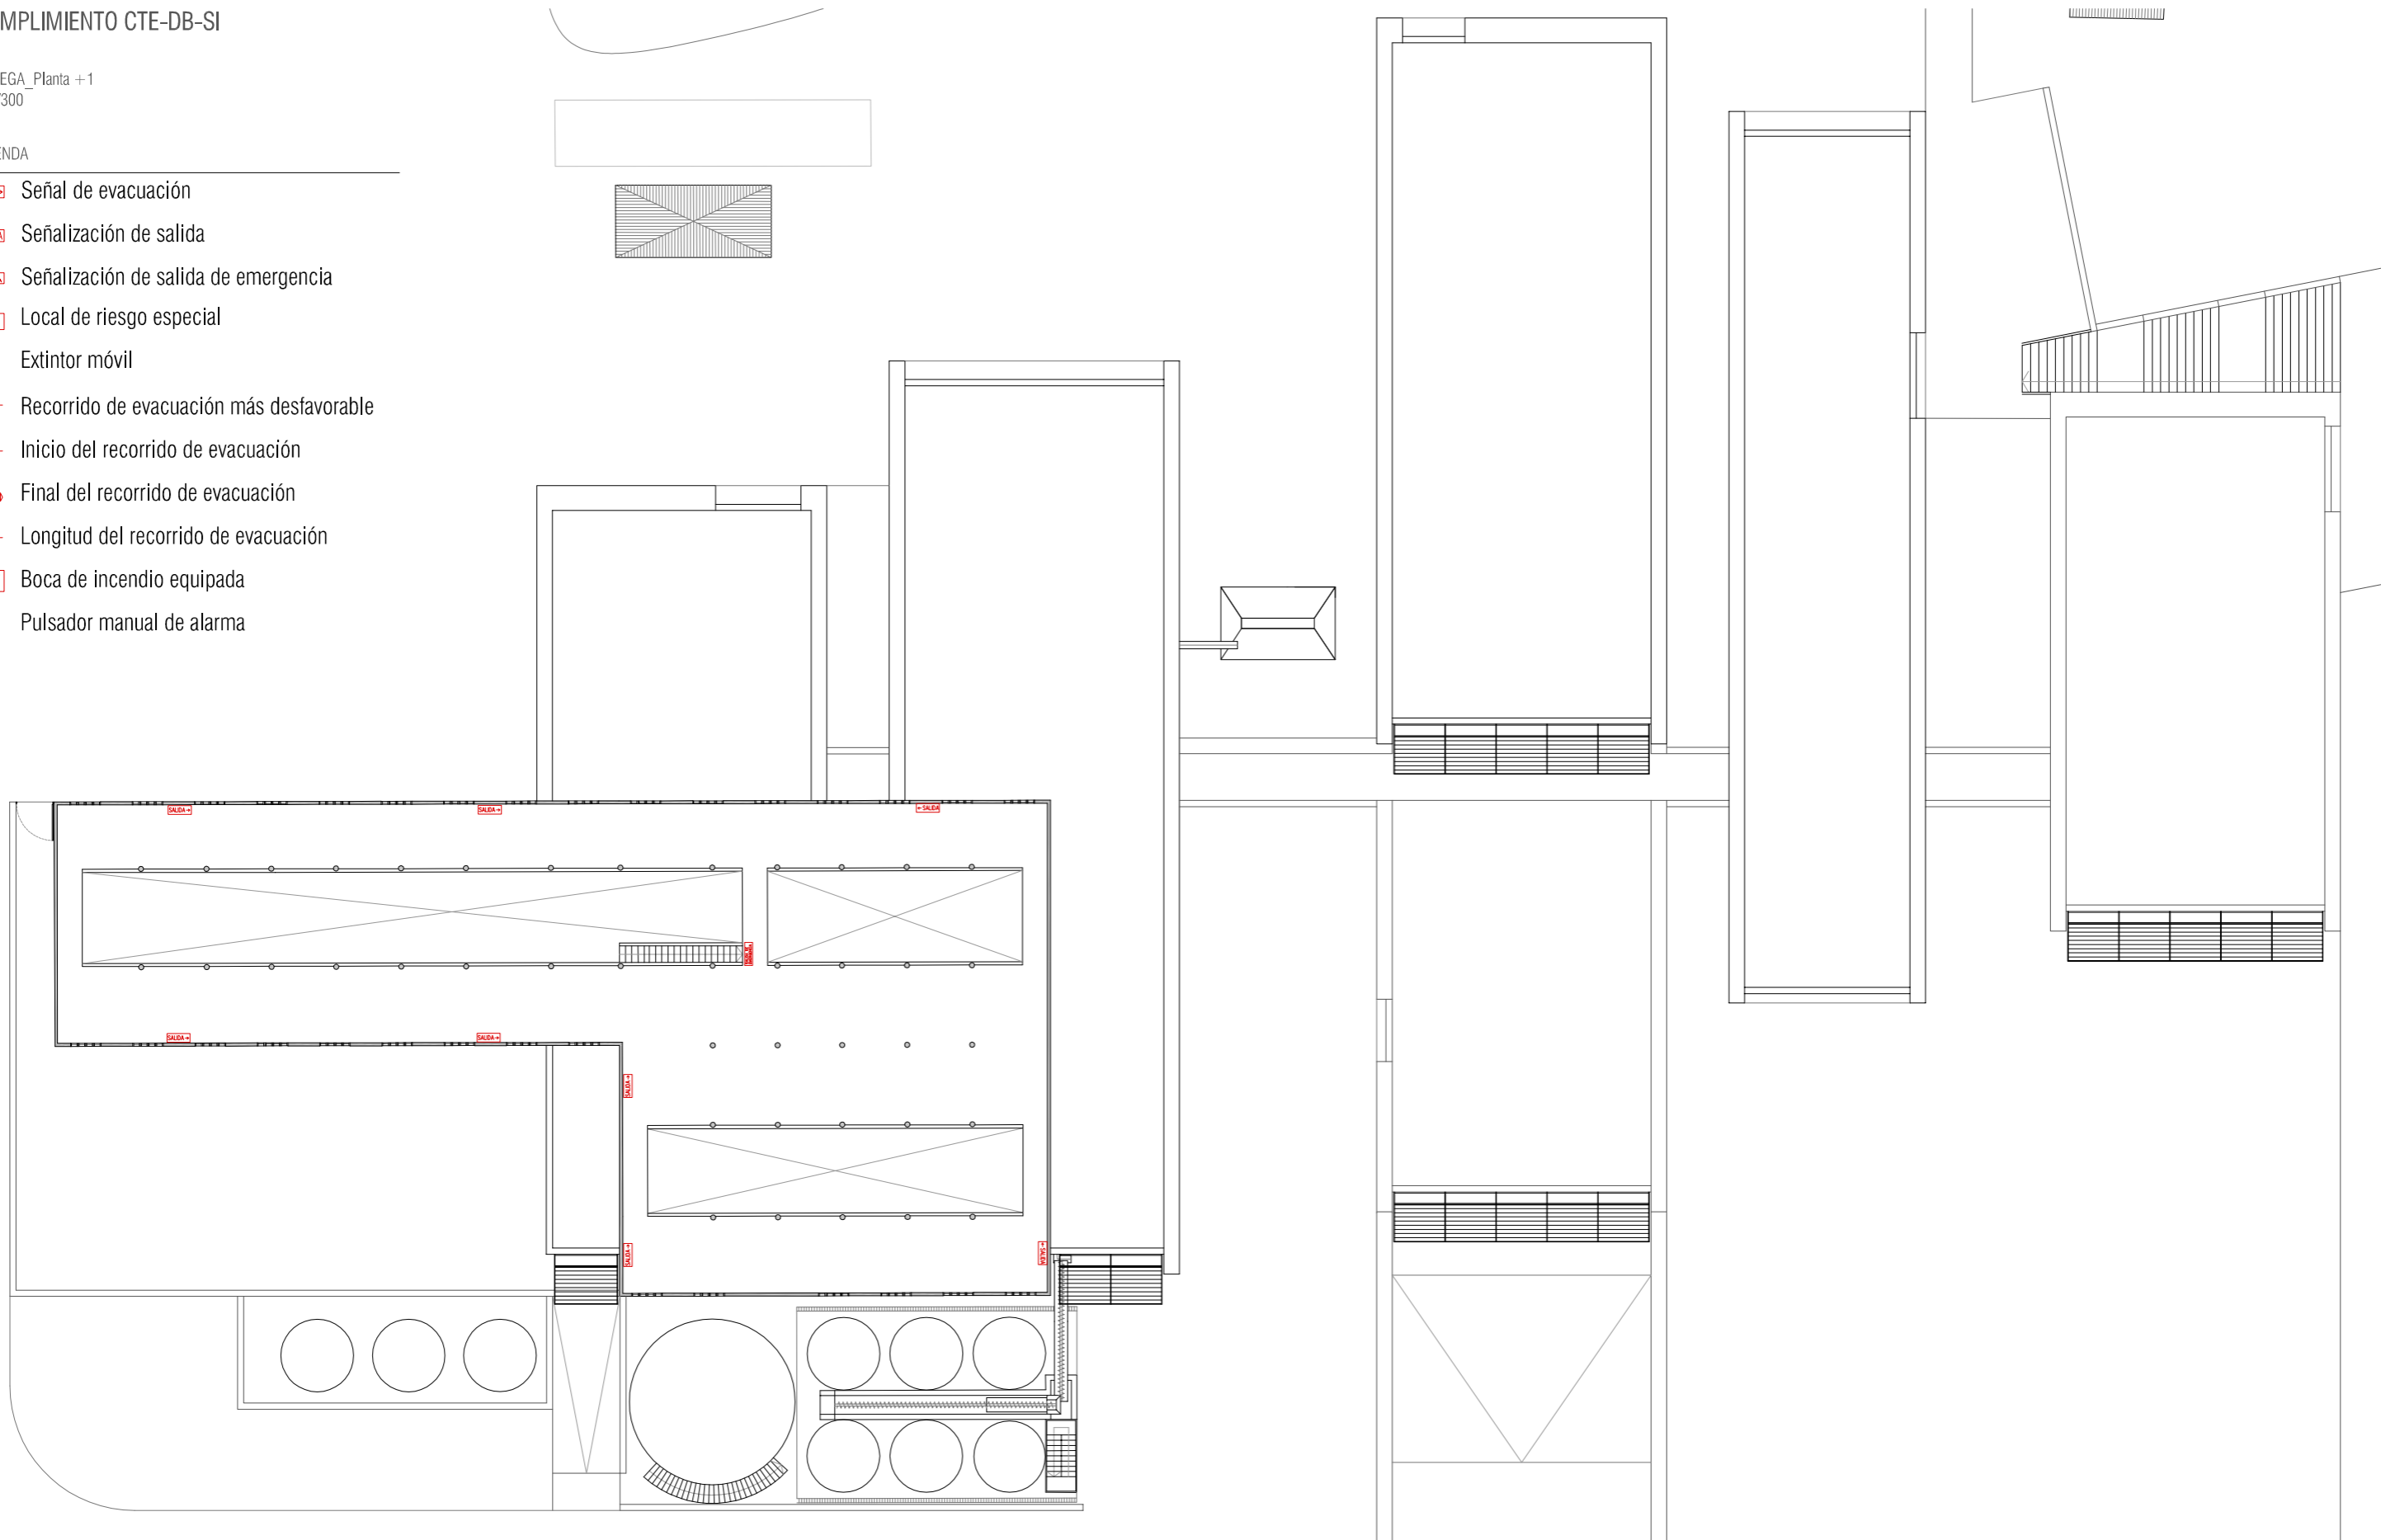 MPLIMIENTO CTE-DB-SI
EGA_Planta +1
/300
ENDA
Señal de evacuación
Señalización de salida
Señalización de salida de emergencia
Local de riesgo especial
Extintor móvil
Recorrido de evacuación más desfavorable
Inicio del recorrido de evacuación
Final del recorrido de evacuación
Longitud del recorrido de evacuación
Boca de incendio equipada
Pulsador manual de alarma
SALIDA →
SALIDA →
← SALIDA
SALIDA →
SALIDA →
SALIDA →
SALIDA →
← SALIDA